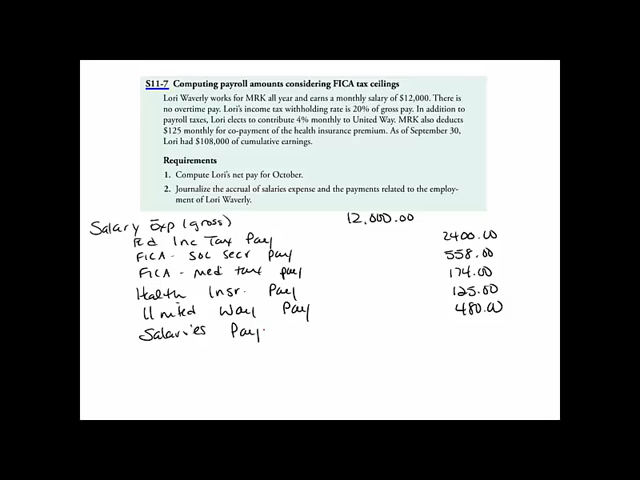 S11-7 Computing payroll amounts considering FICA tax ceilings
Lori Waverly works for MRK all year and earns a monthly salary of $12,000. There is
no overtime pay. Lori's income tax withholding rate is 20% of gross pay. In addition to
payroll taxes, Lori elects to contribute 4% monthly to United Way. MRK also deducts
$125 monthly for co-payment of the health insurance premium. As of September 30,
Lori had $108,000 of cumulative earnings.
Requirements
1. Compute Lori's net pay for October.
2. Journalize the accrual of salaries expense and the payments related to the employ-
ment of Lori Waverly.
Salary Exp (gross) 12,000.00
Fd Inc Tax Pay 2400.00
FICA - Soc Secr Pay 558.00
FICA - med tax pay 174.00
Health Insr. Pay 125.00
United Way Pay 480.00
Salaries Pay.